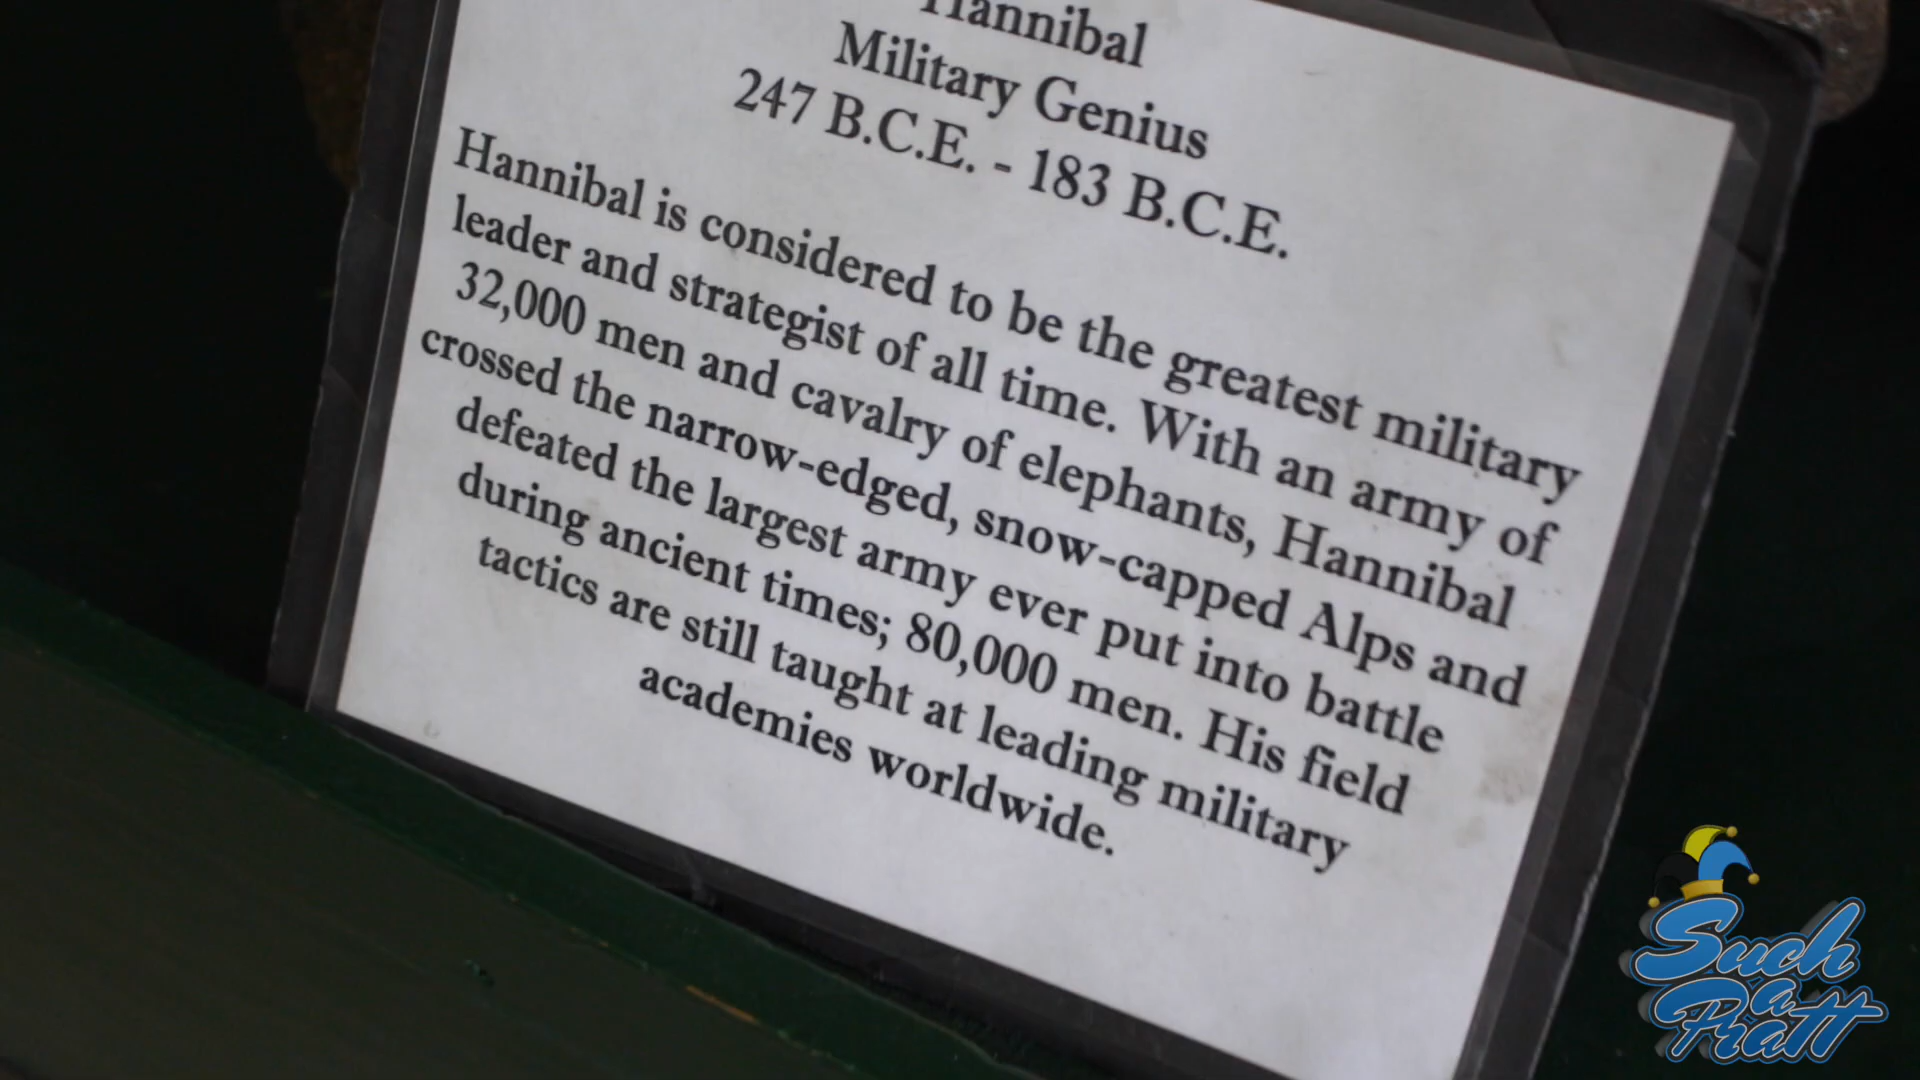 Hannibal
Military Genius
247 B.C.E. - 183 B.C.E.
Hannibal is considered to be the greatest military
leader and strategist of all time. With an army of
32,000 men and cavalry of elephants, Hannibal
crossed the narrow-edged, snow-capped Alps and
defeated the largest army ever put into battle
during ancient times; 80,000 men. His field
tactics are still taught at leading military
academies worldwide.
Such
a
Pratt